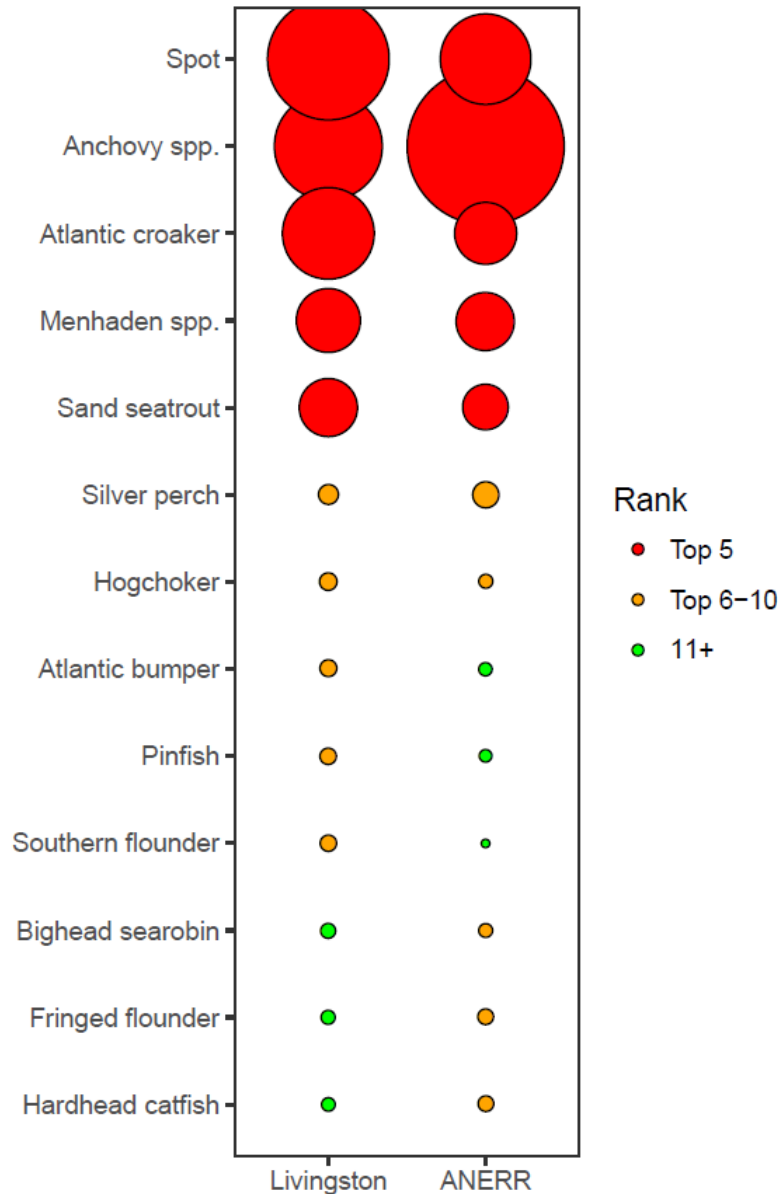 Spot
Anchovy spp.
Atlantic croaker
Menhaden spp.
Sand seatrout
Silver perch
Hogchoker
Atlantic bumper
Pinfish
Southern flounder
Bighead searobin
Fringed flounder
Hardhead catfish
Livingston ANERR
Rank
Top 5
Top 6−10
11+